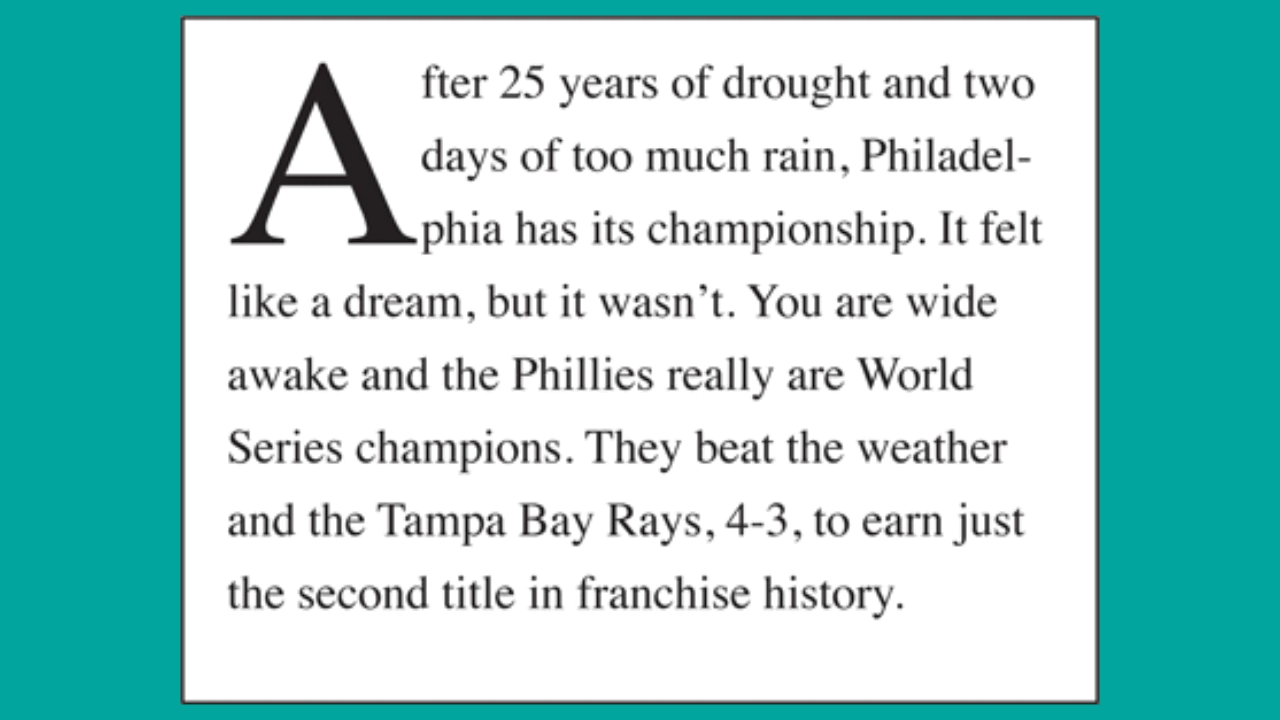 After 25 years of drought and two
days of too much rain, Philadel-
phia has its championship. It felt
like a dream, but it wasn’t. You are wide
awake and the Phillies really are World
Series champions. They beat the weather
and the Tampa Bay Rays, 4-3, to earn just
the second title in franchise history.